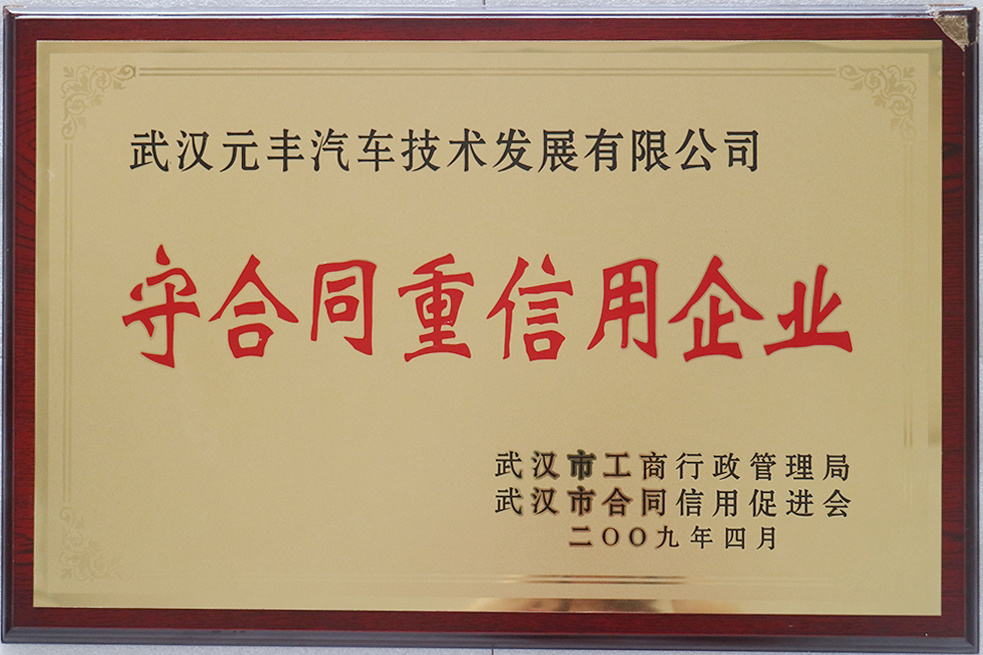 武汉元丰汽车技术发展有限公司
守合同重信用企业
武汉市工商行政管理局
武汉市合同信用促进会
二〇〇九年四月